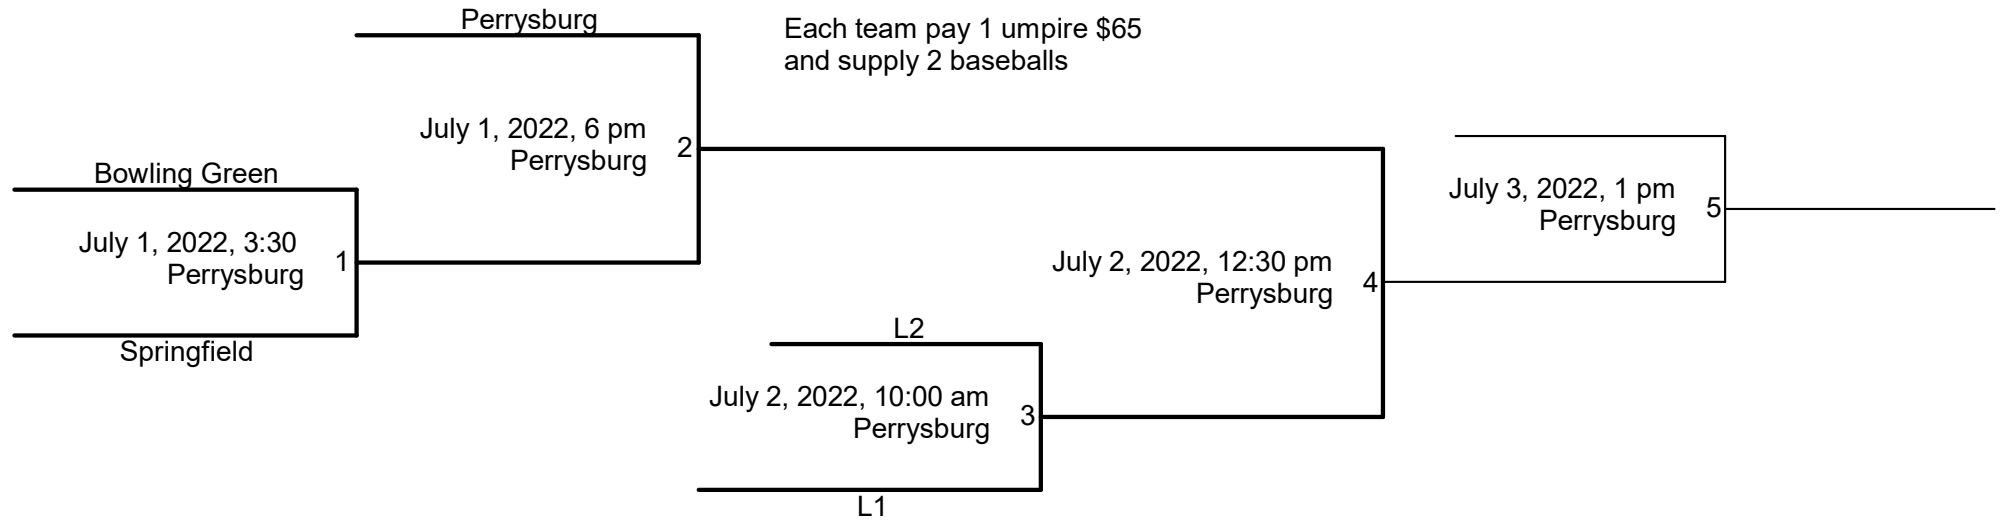 Perrysburg
Each team pay 1 umpire $65
and supply 2 baseballs
July 1, 2022, 6 pm
Perrysburg
2
Bowling Green
July 1, 2022, 3:30
Perrysburg
1
Springfield
July 3, 2022, 1 pm
Perrysburg
5
July 2, 2022, 12:30 pm
Perrysburg
4
L2
July 2, 2022, 10:00 am
Perrysburg
3
L1